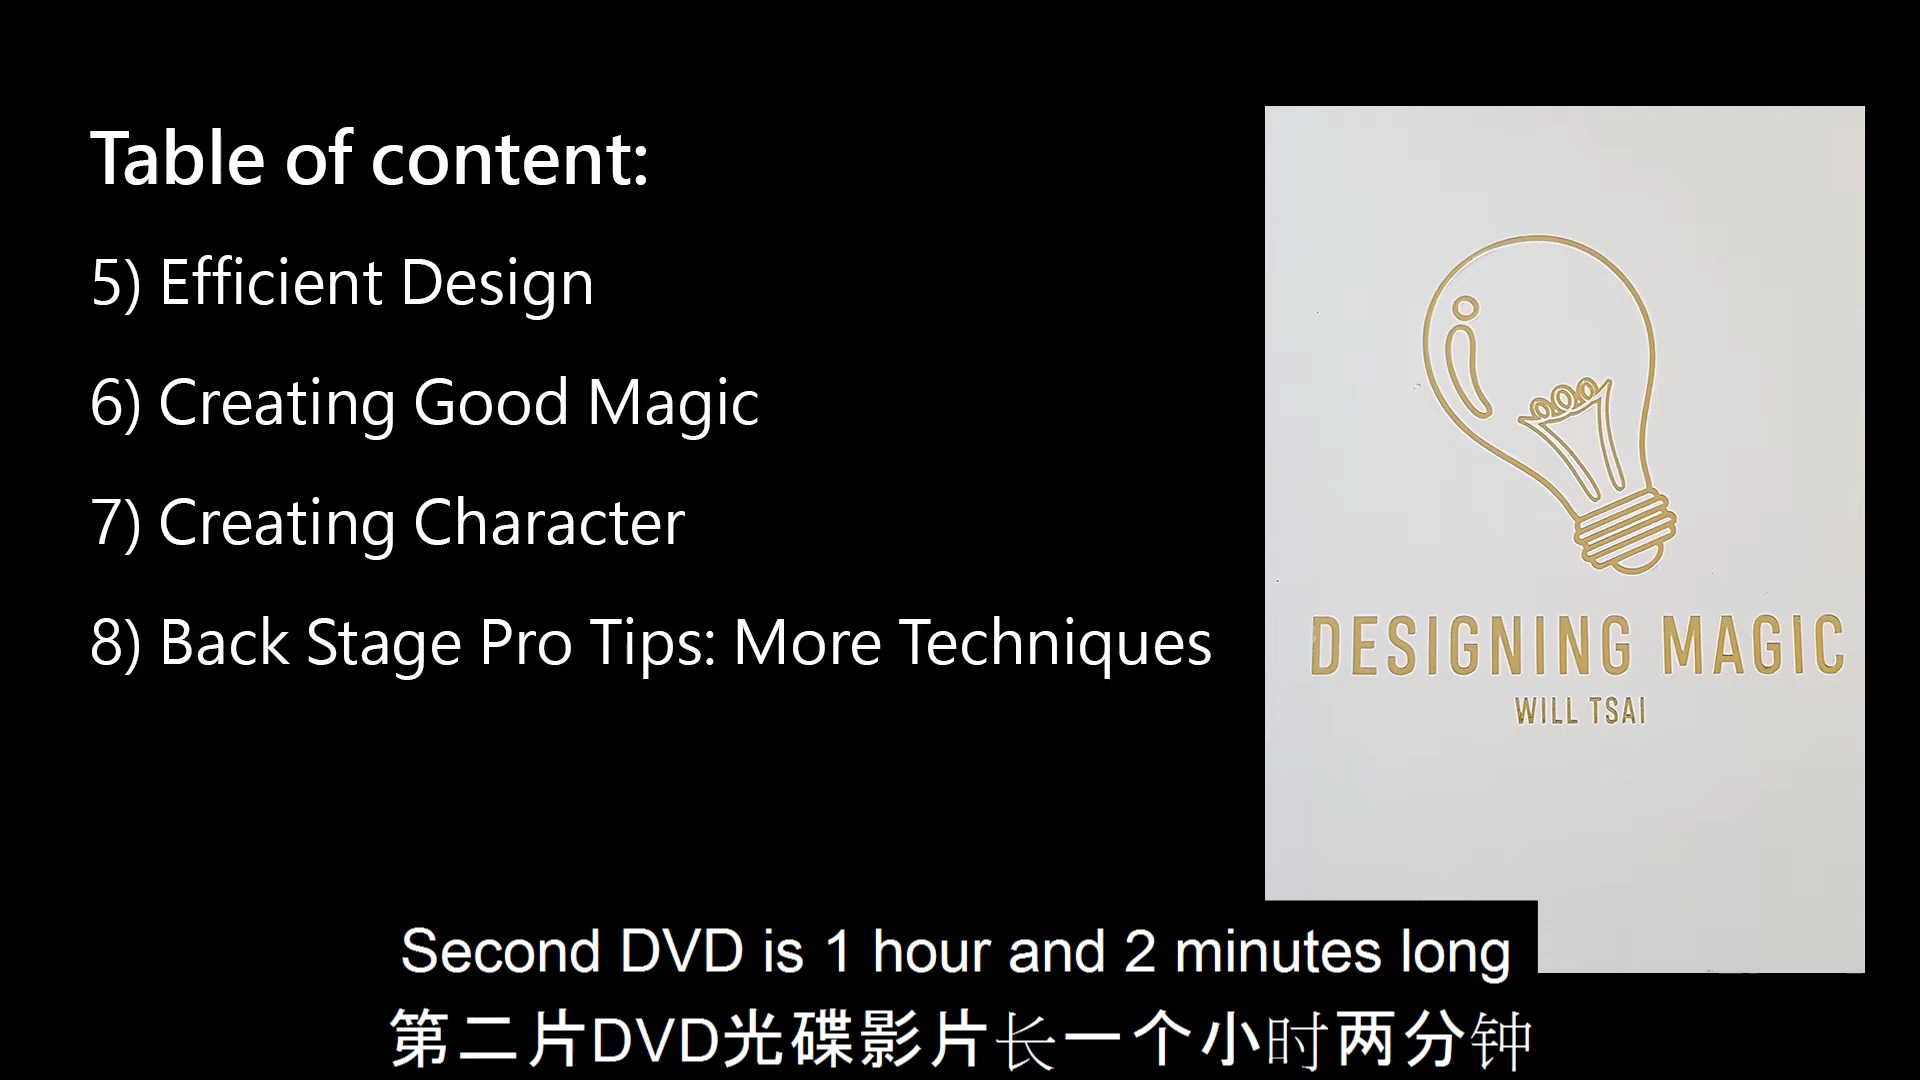 Table of content:
5) Efficient Design
6) Creating Good Magic
7) Creating Character
8) Back Stage Pro Tips: More Techniques
DESIGNING MAGIC
WILL TSAI
Second DVD is 1 hour and 2 minutes long
第二片DVD光碟影片长一个小时两分钟